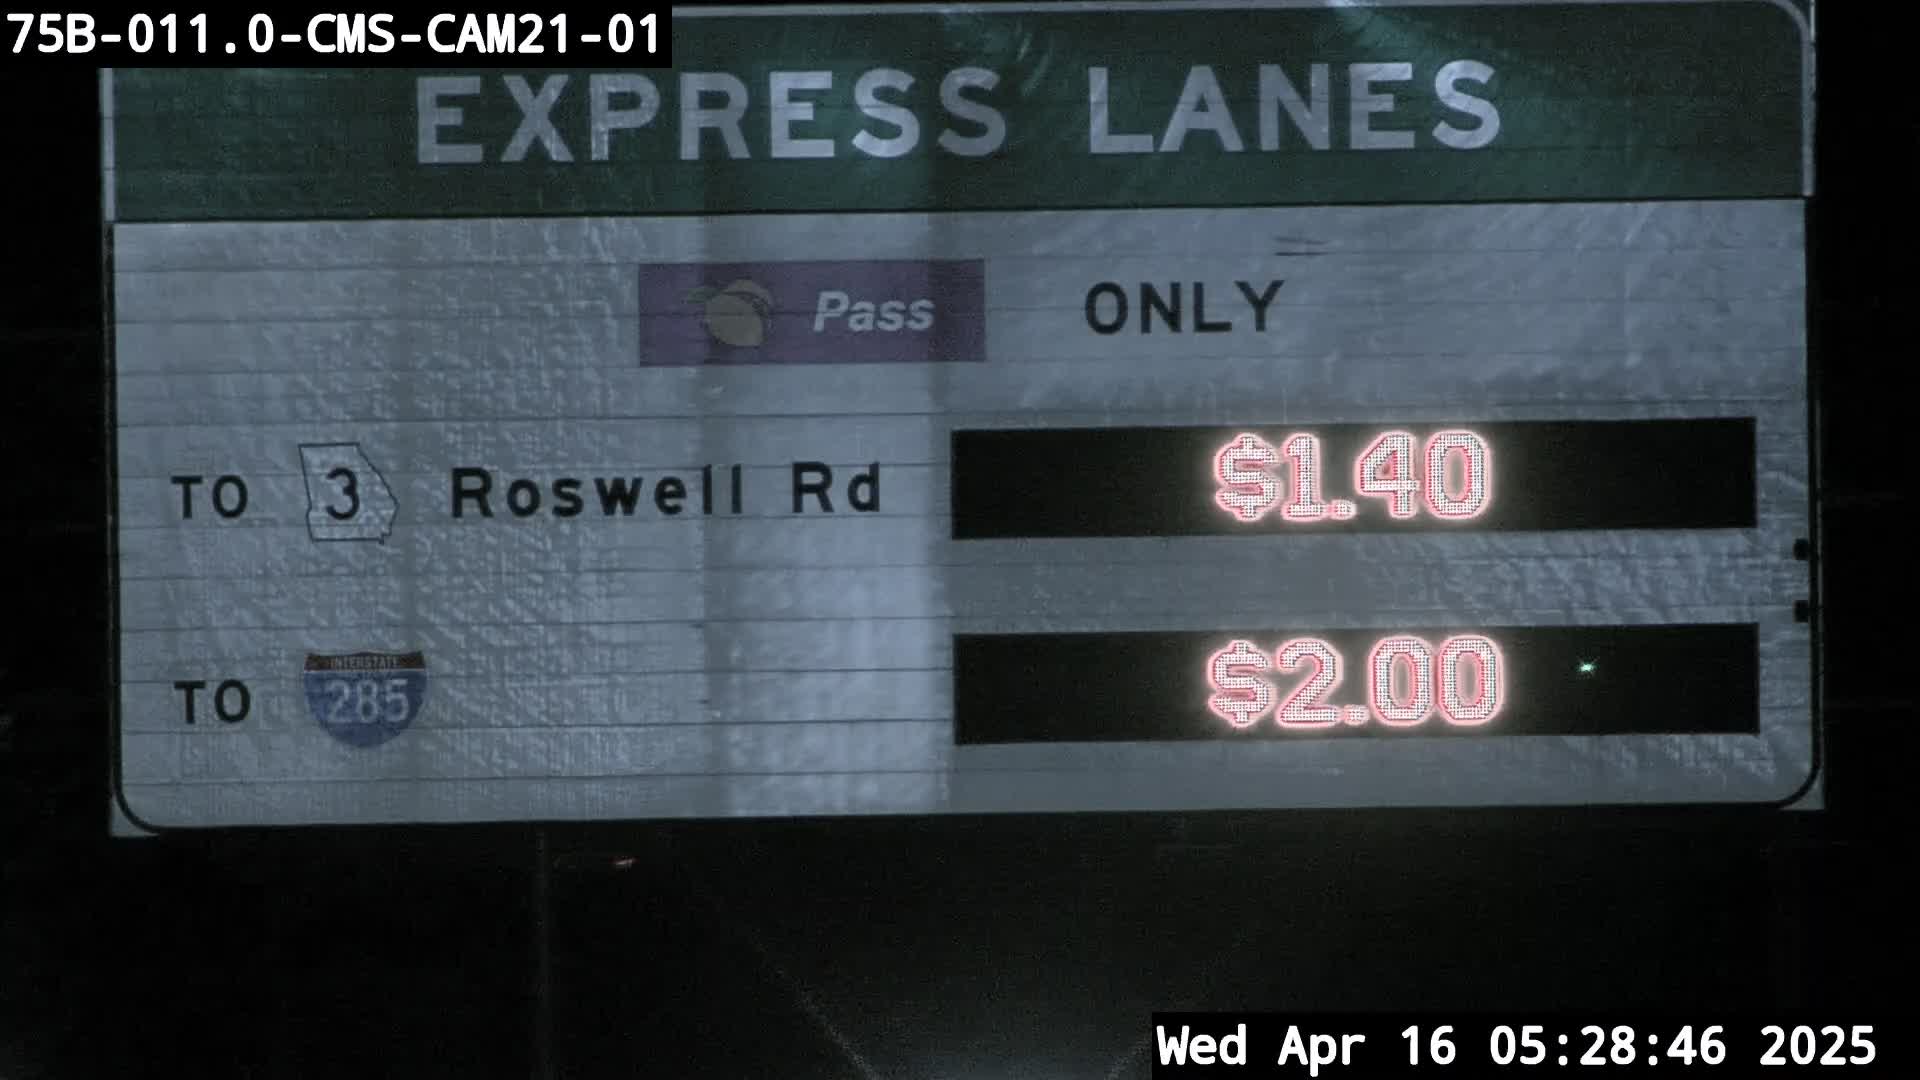 75B-011.0-CMS-CAM21-01
EXPRESS LANES
Pass ONLY
TO 3 Roswell Rd $1.40
INTERSTATE
TO 285 $2.00
Wed Apr 16 05:28:46 2025